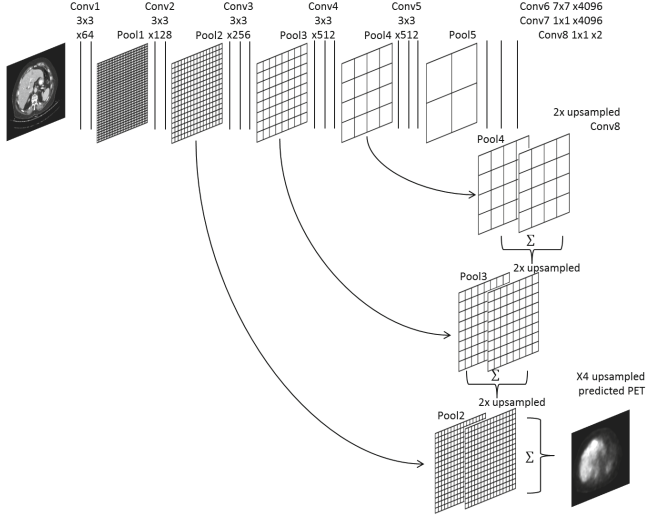 Conv1 Conv2 Conv3 Conv4 Conv5 Conv6 7x7 x4096
3x3 3x3 3x3 3x3 3x3 Conv7 1x1 x4096
x64 Pool1 x128 Pool2 x256 Pool3 x512 Pool4 x512 Pool5 Conv8 1x1 x2
2x upsampled
Conv8
Pool4
Σ
2x upsampled
Pool3
Σ
X4 upsampled
predicted PET
2x upsampled
Pool2
Σ